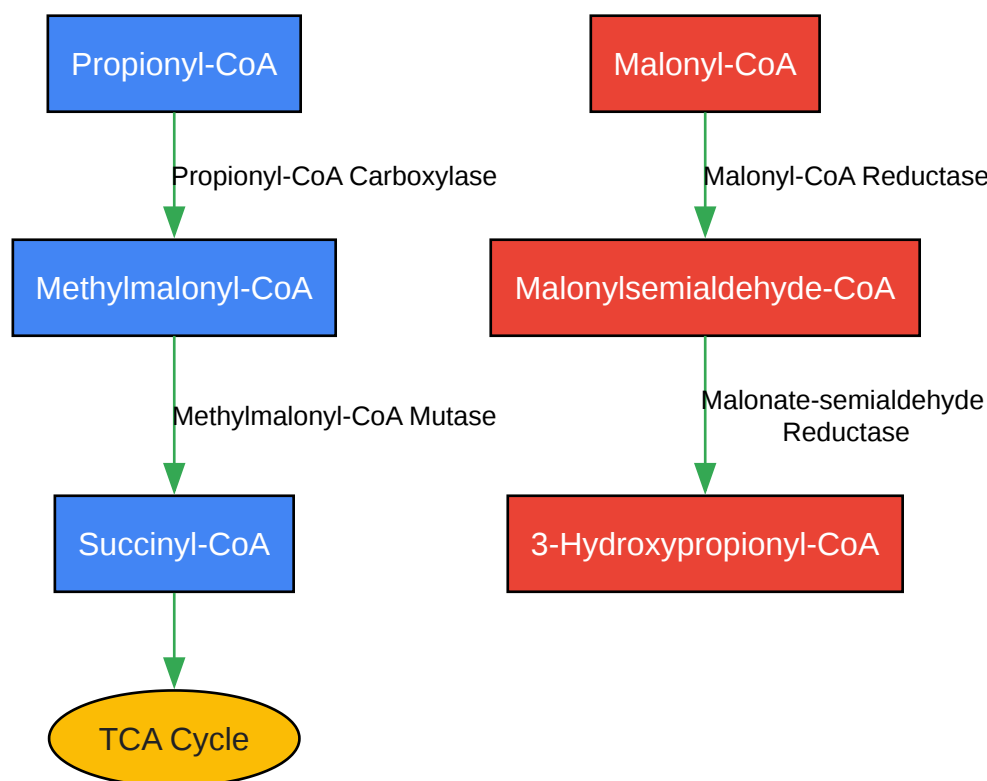 Propionyl-CoA
Malonyl-CoA
Propionyl-CoA Carboxylase
Malonyl-CoA Reductase
Methylmalonyl-CoA
Malonylsemialdehyde-CoA
Methylmalonyl-CoA Mutase
Malonate-semialdehyde
Reductase
Succinyl-CoA
3-Hydroxypropionyl-CoA
TCA Cycle